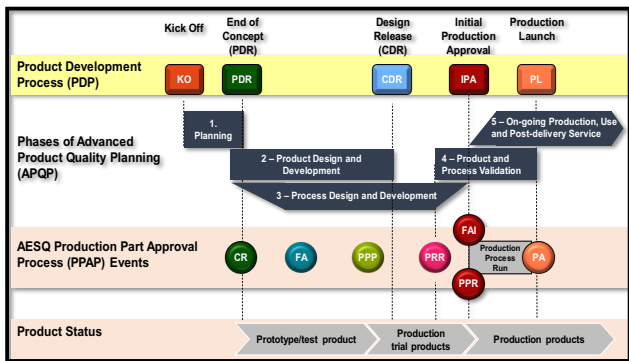 Kick Off
End of
Concept
(PDR)
Design
Release
(CDR)
Initial
Production
Approval
Production
Launch
Product Development
Process (PDP)
KO
PDR
CDR
IPA
PL
Phases of Advanced
Product Quality Planning
(APQP)
1.
Planning
2 – Product Design and
Development
3 – Process Design and Development
4 – Product and
Process Validation
5 – On-going Production, Use
and Post-delivery Service
AESQ Production Part Approval
Process (PPAP) Events
CR
FA
PPP
PRR
FAI
PPR
Production
Process
Run
PA
Product Status
Prototype/test product
Production
trial products
Production products